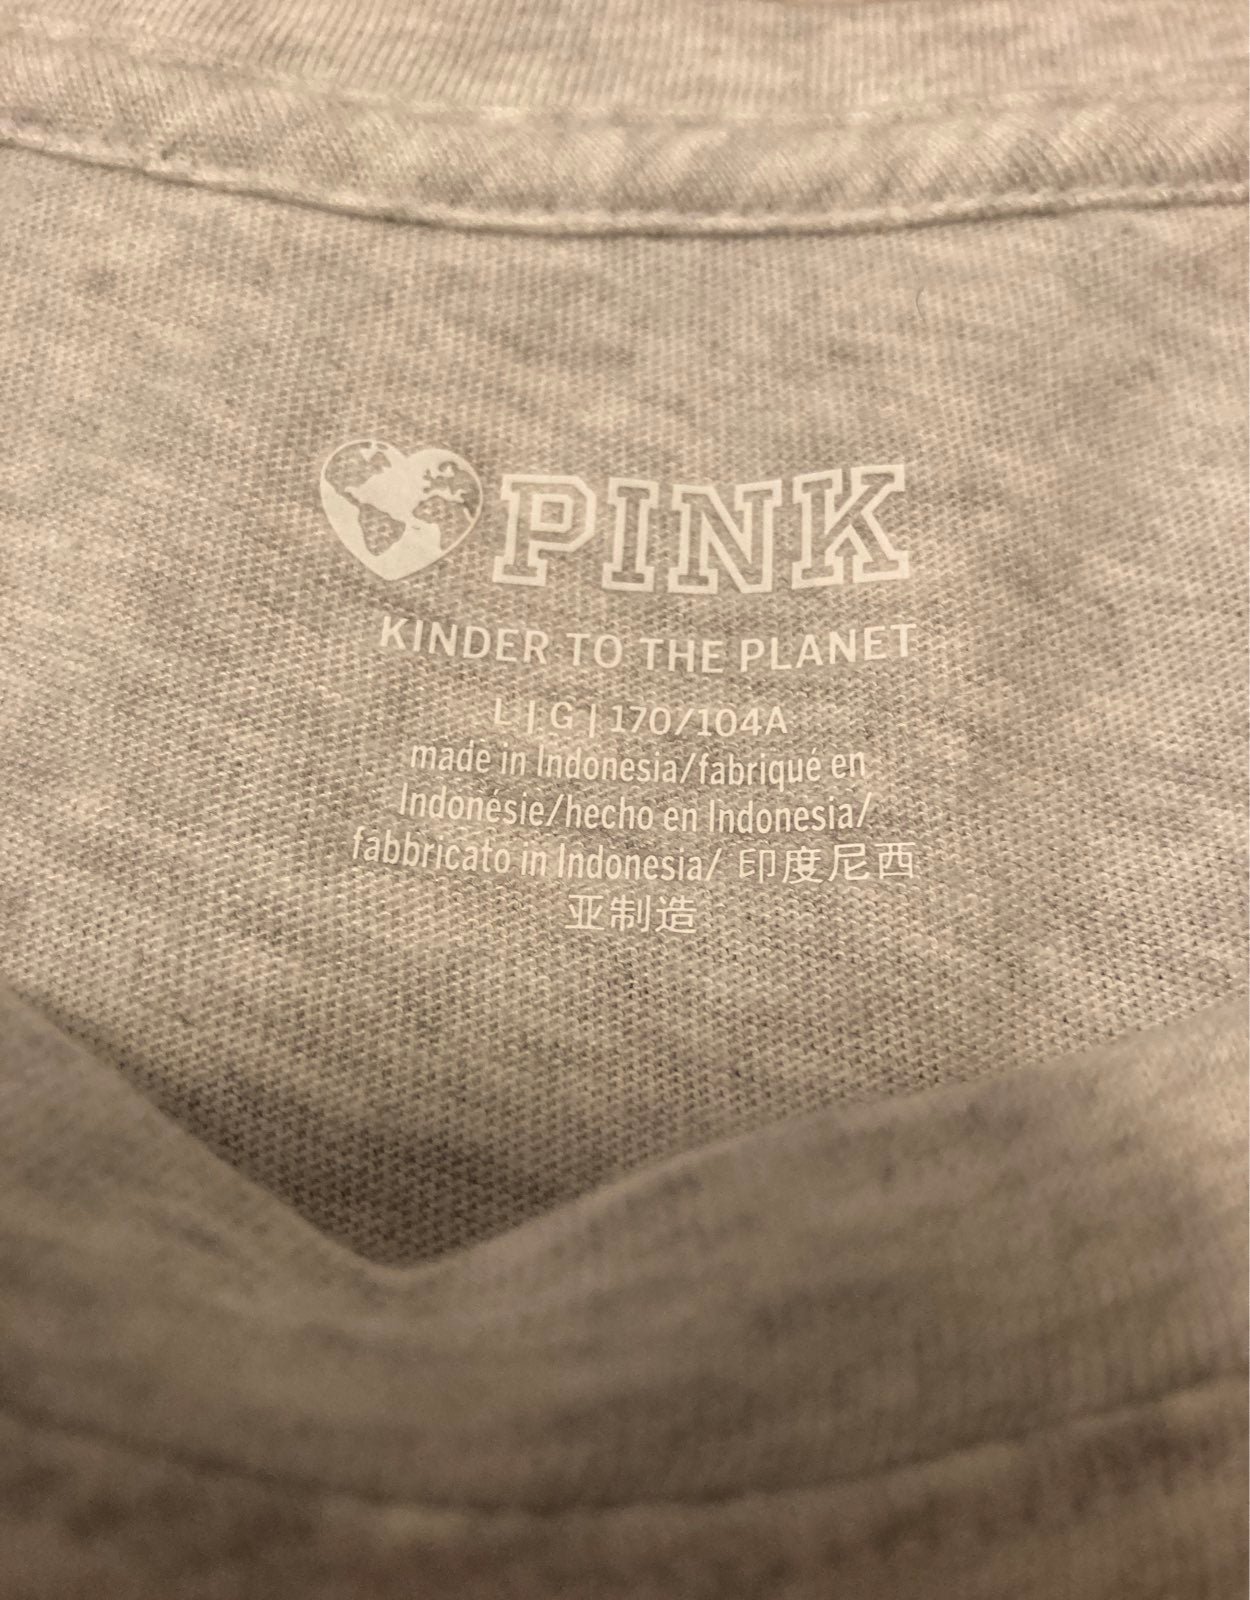 PINK
KINDER TO THE PLANET
L | G | 170/104A
made in Indonesia/fabriqué en
Indonésie/hecho en Indonesia/
fabbricato in Indonesia/ 印度尼西
亚制造